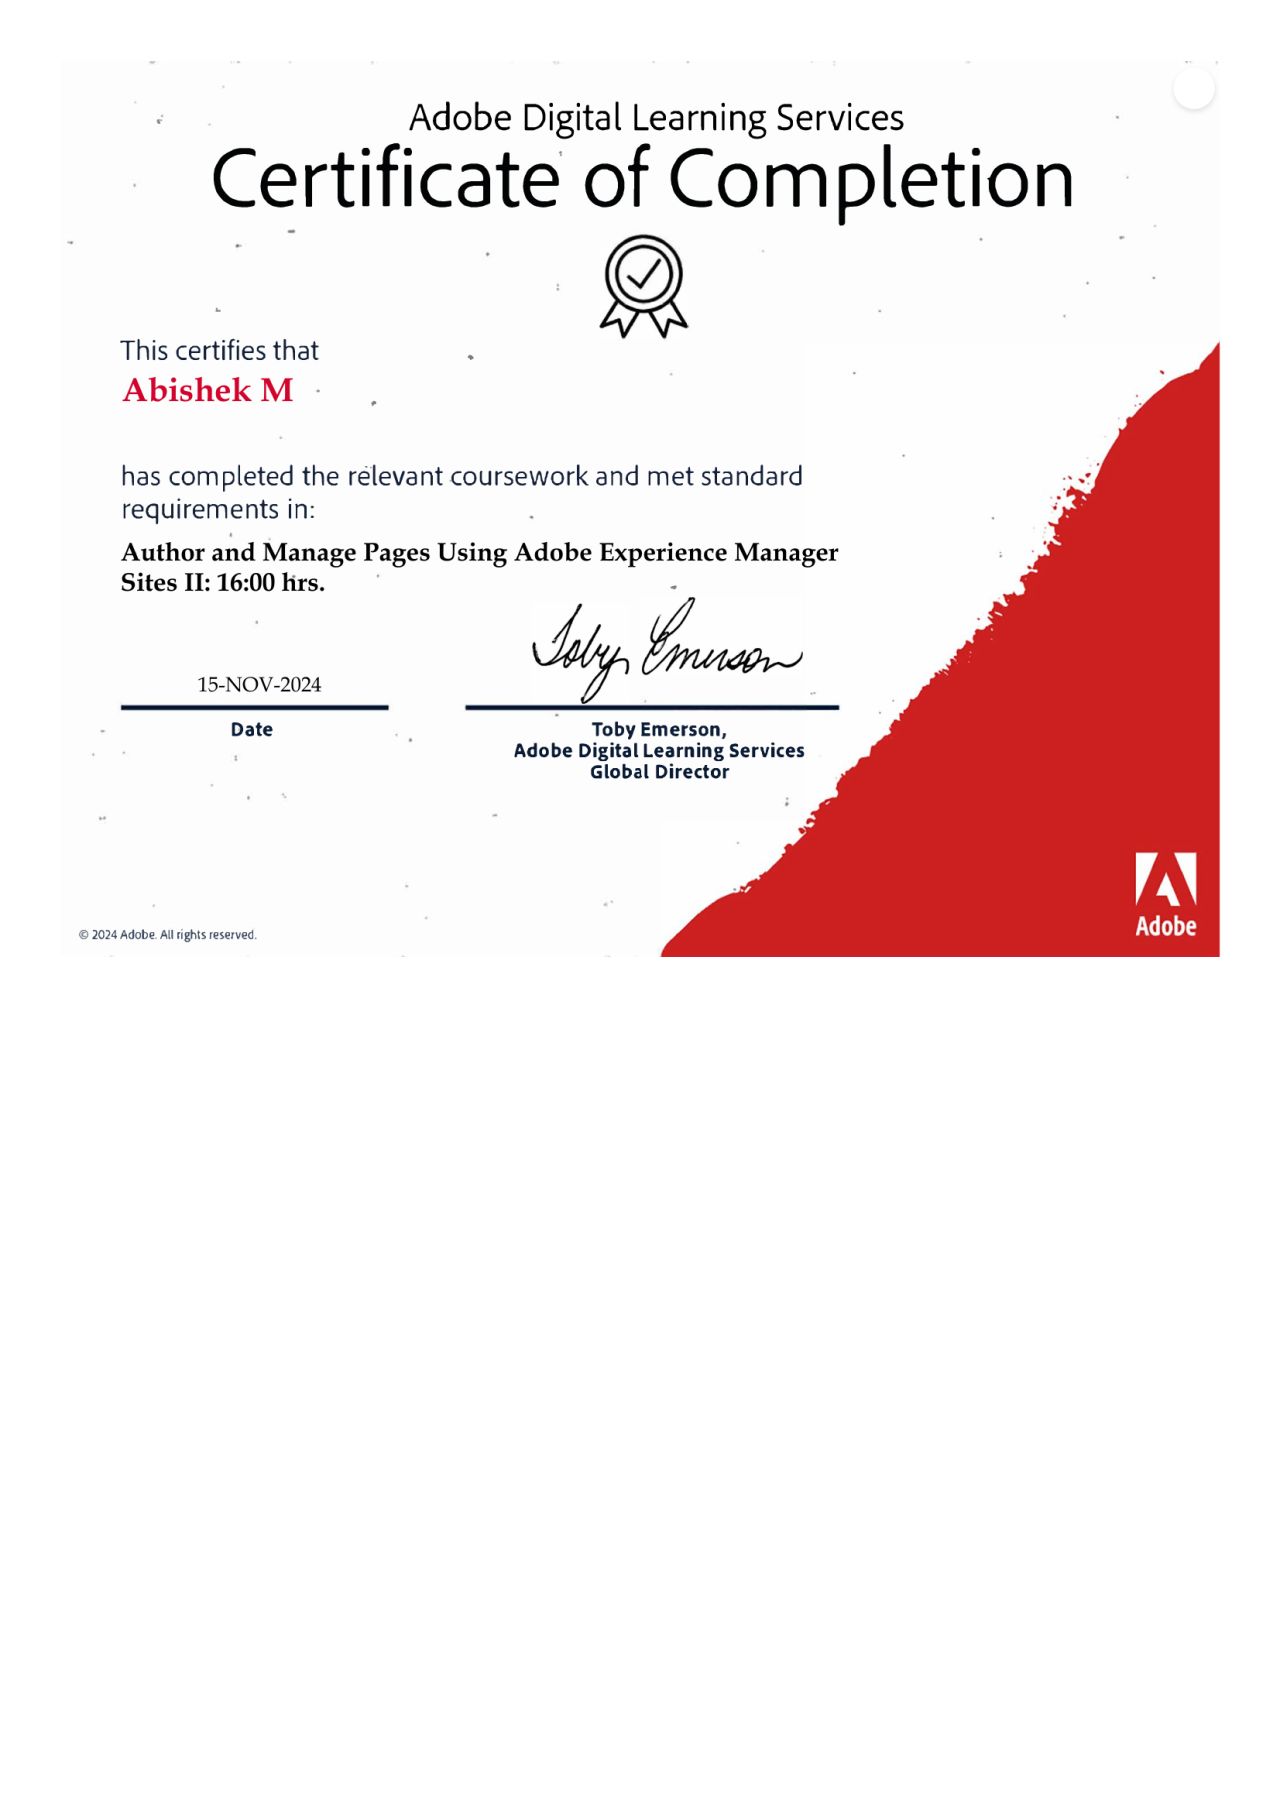 Adobe Digital Learning Services
Certificate of Completion
This certifies that
Abishek M
has completed the relevant coursework and met standard
requirements in:
Author and Manage Pages Using Adobe Experience Manager
Sites II: 16:00 hrs.
Toby Emerson
15-NOV-2024
Date
Toby Emerson,
Adobe Digital Learning Services
Global Director
Adobe
© 2024 Adobe. All rights reserved.